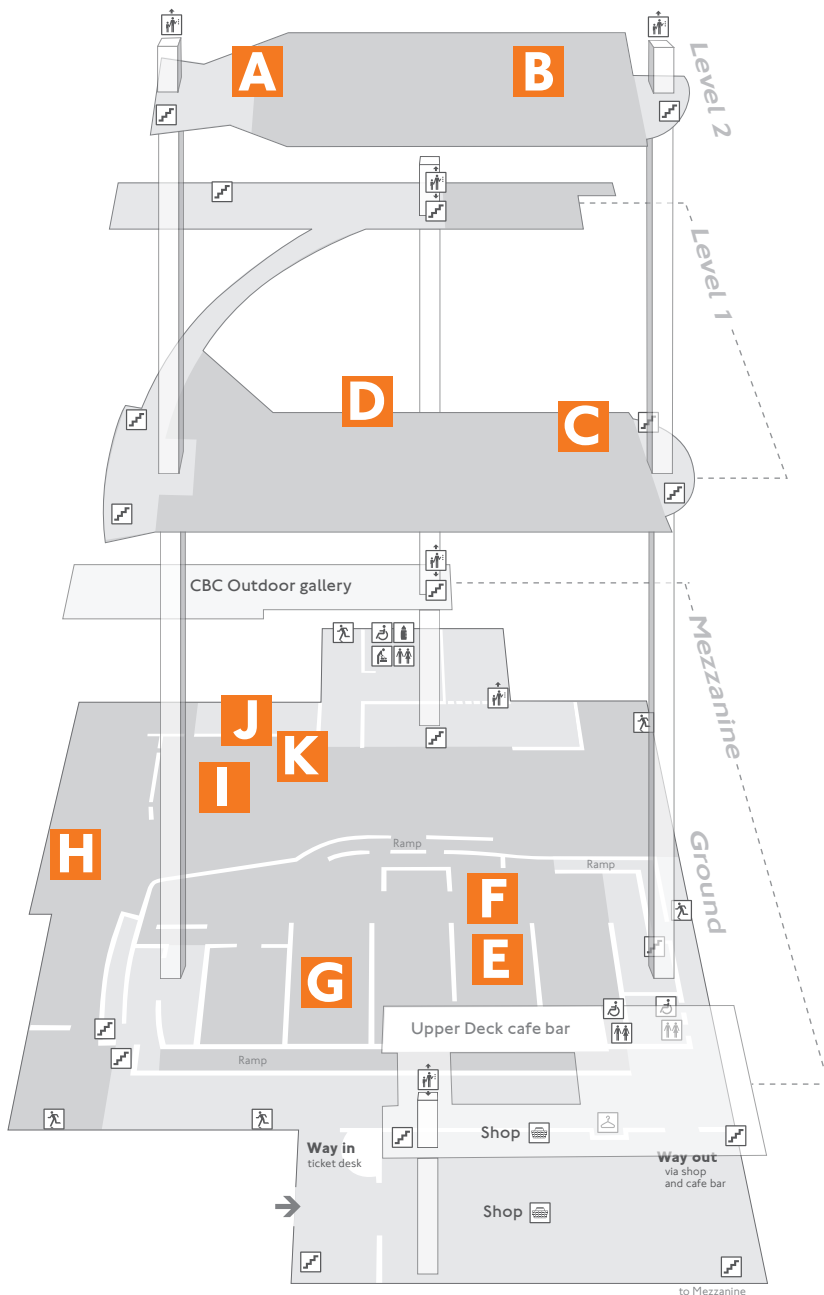 A
B
Level 2
Level 1
D
C
CBC Outdoor gallery
Mezzanine
J
K
I
H
Ramp
Ramp
Ground
F
E
G
Upper Deck cafe bar
Ramp
Shop
Way in
ticket desk
Way out
via shop
and cafe bar
Shop
to Mezzanine